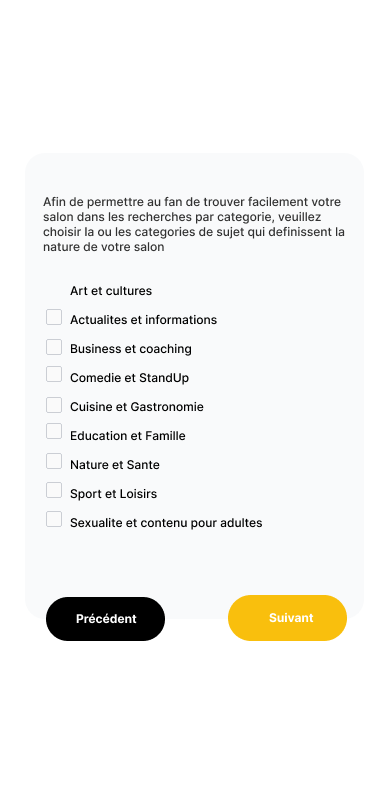 Afin de permettre au fan de trouver facilement votre
salon dans les recherches par categorie, veuillez
choisir la ou les categories de sujet qui definissent la
nature de votre salon
Art et cultures
Actualites et informations
Business et coaching
Comedie et StandUp
Cuisine et Gastronomie
Education et Famille
Nature et Sante
Sport et Loisirs
Sexualite et contenu pour adultes
Précédent
Suivant